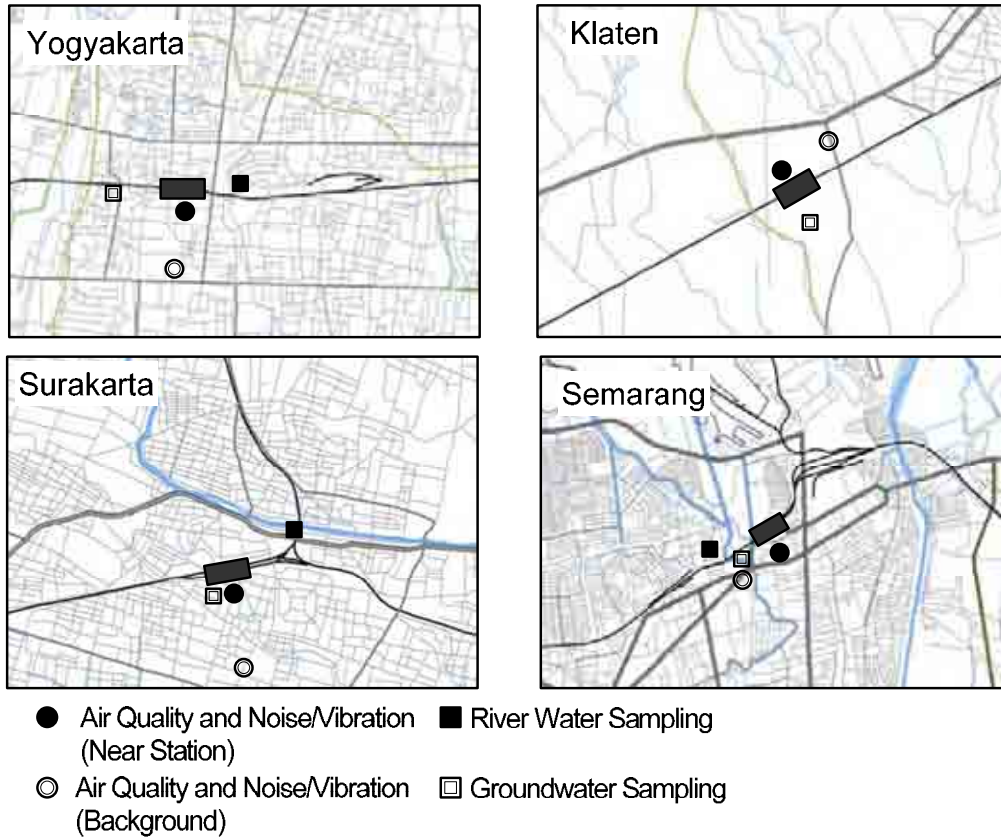 Yogyakarta
Klaten
Surakarta
Semarang
Air Quality and Noise/Vibration
(Near Station)
River Water Sampling
Air Quality and Noise/Vibration
(Background)
Groundwater Sampling